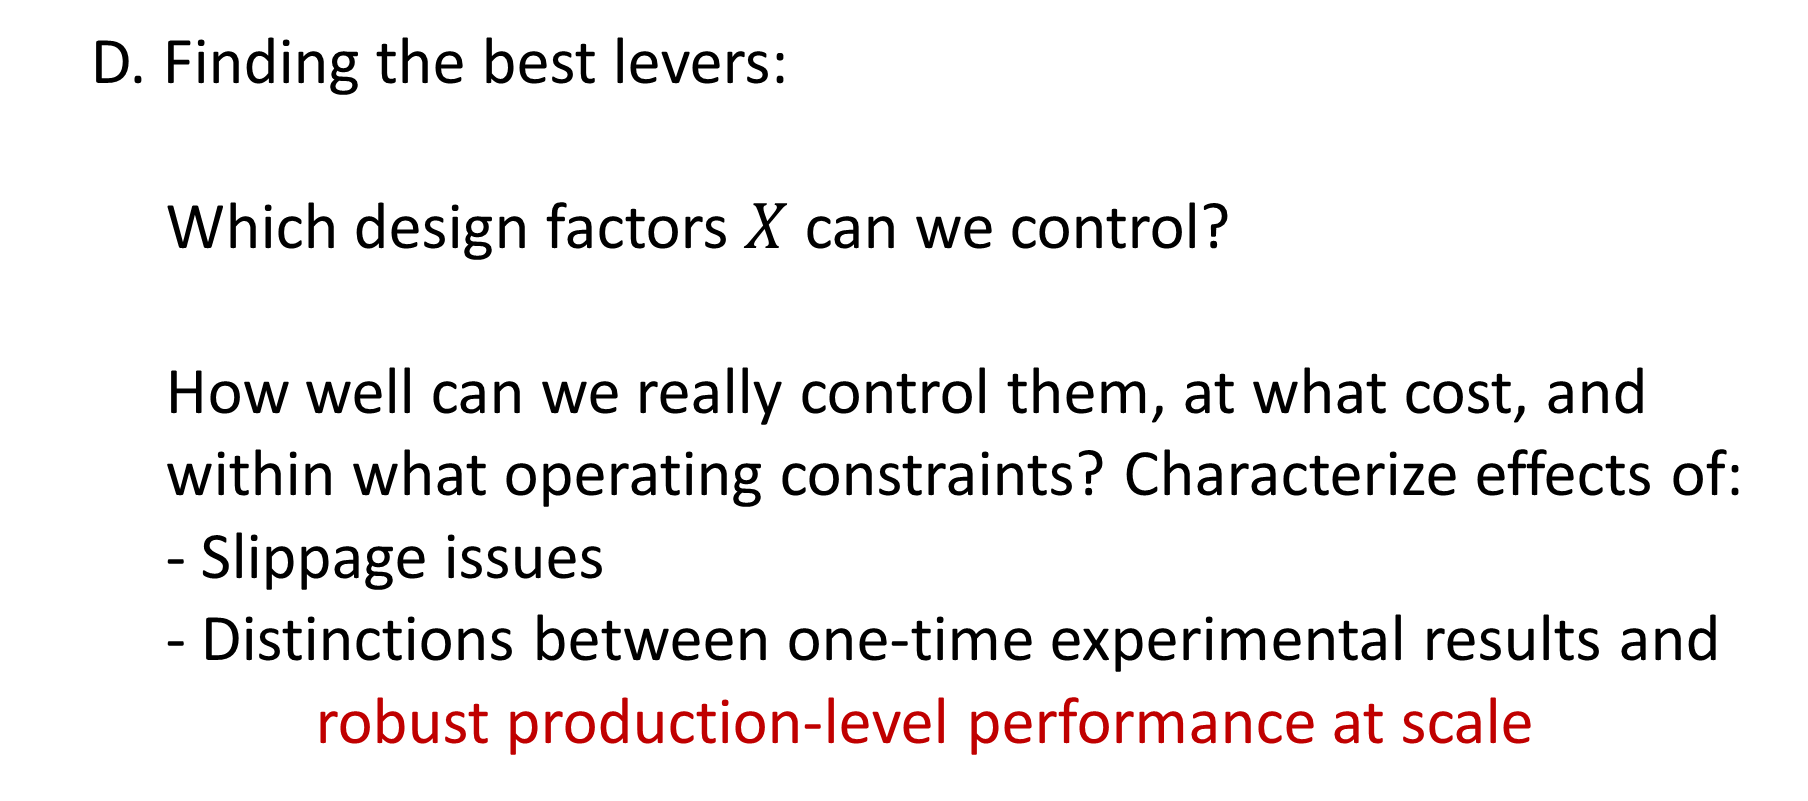 D. Finding the best levers:
Which design factors X can we control?
How well can we really control them, at what cost, and
within what operating constraints? Characterize effects of:
- Slippage issues
- Distinctions between one-time experimental results and
robust production-level performance at scale